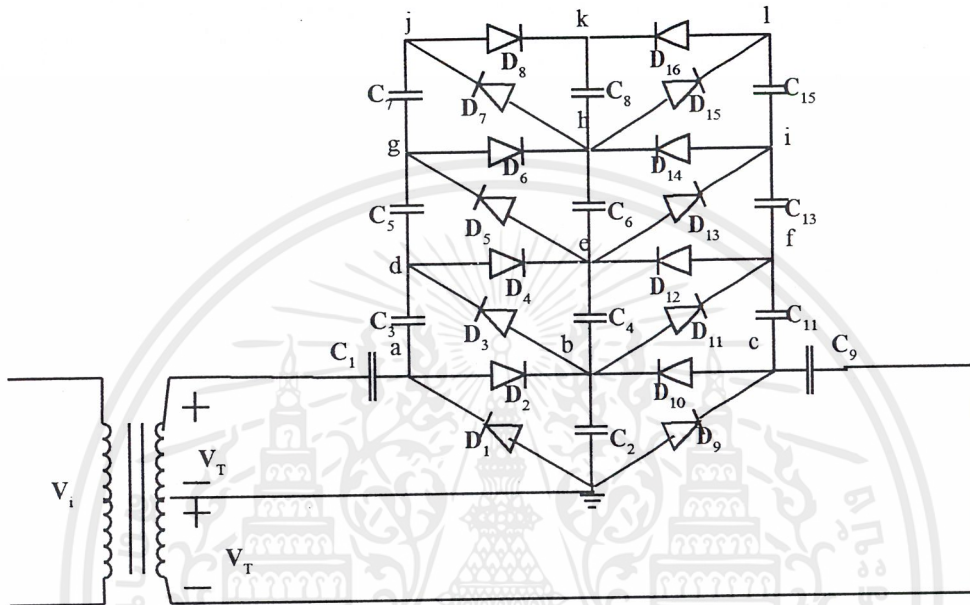 j k l
D8 D16
C7 D7 C8 D15 C15
h
g i
D6 D14
C5 D5 C6 D13 C13
e f
d
D4 D12
C3 D3 C4 D11 C11
C1 a b c C9
D2 D10
+
D1 C2 D9
VT
Vi −
+
VT
−